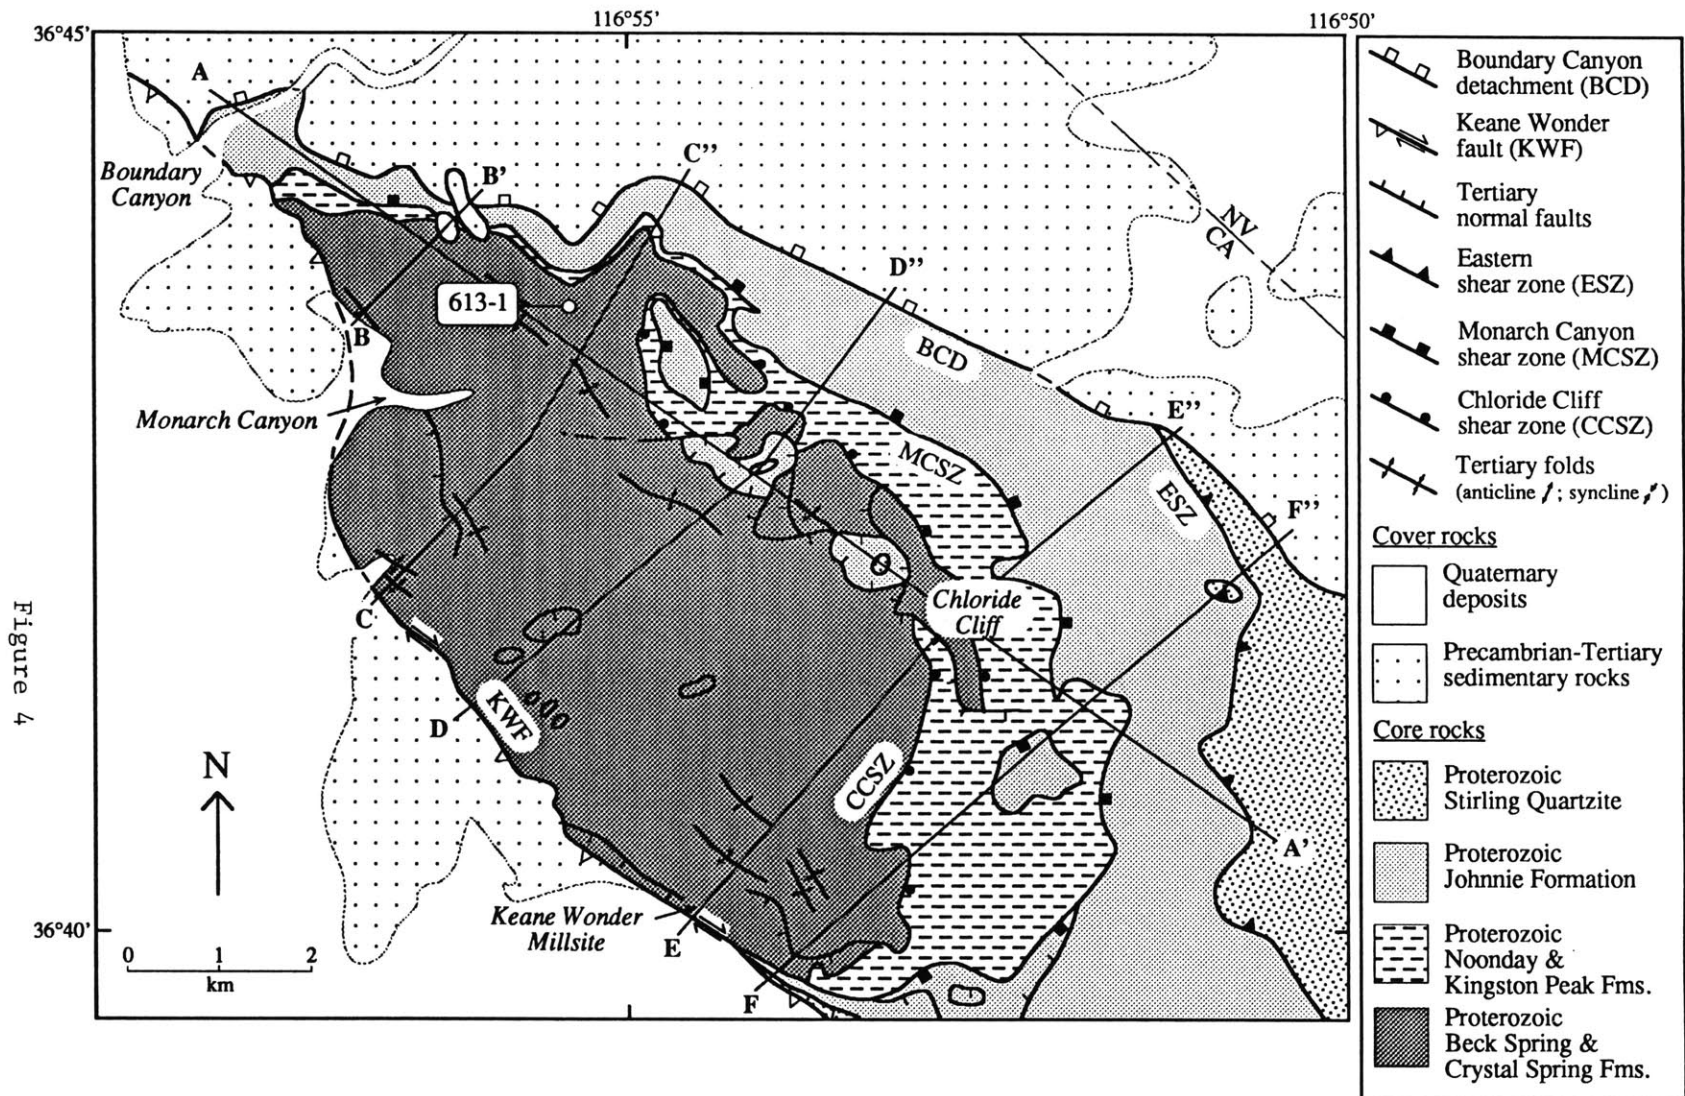 116°55'
116°50'
36°45'
A
Boundary
Canyon
B'
C’’
NV
CA
D’’
613-1
B
BCD
Monarch Canyon
E’’
MCSZ
ESZ
F’’
Chloride
Cliff
C
D
KWF
CCSZ
A'
N
Keane Wonder
Millsite
E
F
36°40'
0 1 2
km
Figure 4
Boundary Canyon
detachment (BCD)
Keane Wonder
fault (KWF)
Tertiary
normal faults
Eastern
shear zone (ESZ)
Monarch Canyon
shear zone (MCSZ)
Chloride Cliff
shear zone (CCSZ)
Tertiary folds
(anticline ; syncline )
Cover rocks
Quaternary
deposits
Precambrian-Tertiary
sedimentary rocks
Core rocks
Proterozoic
Stirling Quartzite
Proterozoic
Johnnie Formation
Proterozoic
Noonday &
Kingston Peak Fms.
Proterozoic
Beck Spring &
Crystal Spring Fms.